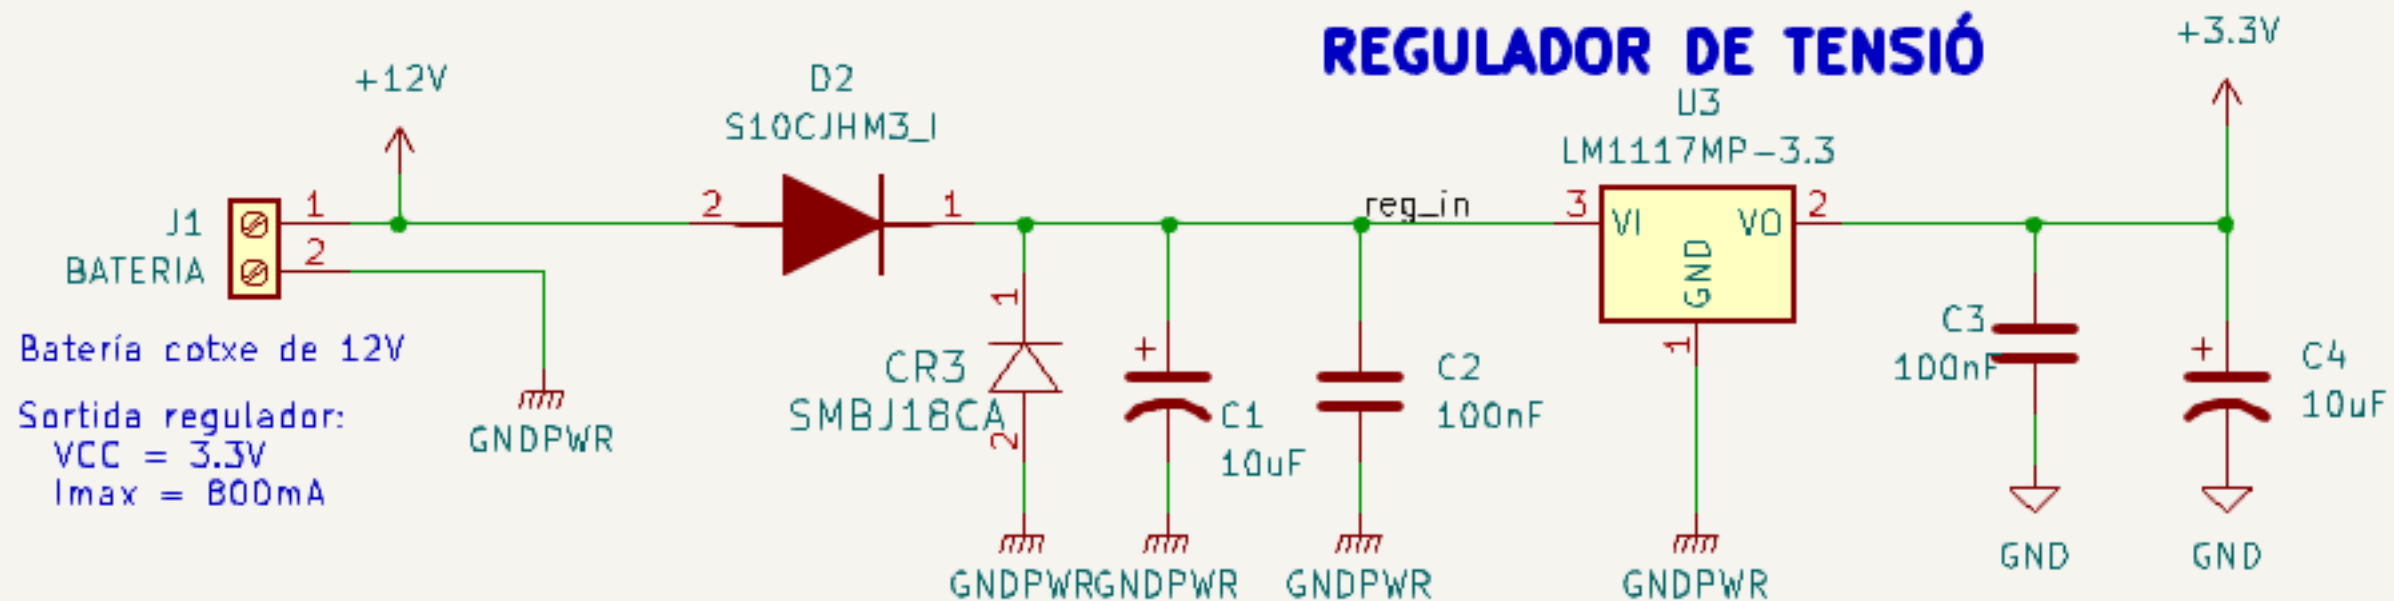 REGULADOR DE TENSIÓ
+12V
D2
S10CJHM3_I
U3
LM1117MP-3.3
+3.3V
J1
BATERIA
1
2
2
1
reg_in
3
VI
VO
GND
2
1
1
2
CR3
SMBJ18CA
+
C1
10uF
C2
100nF
C3
100nF
+
C4
10uF
Batería cotxe de 12V
Sortida regulador:
VCC = 3.3V
Imax = 800mA
GNDPWR
GNDPWR
GNDPWR
GNDPWR
GNDPWR
GND
GND